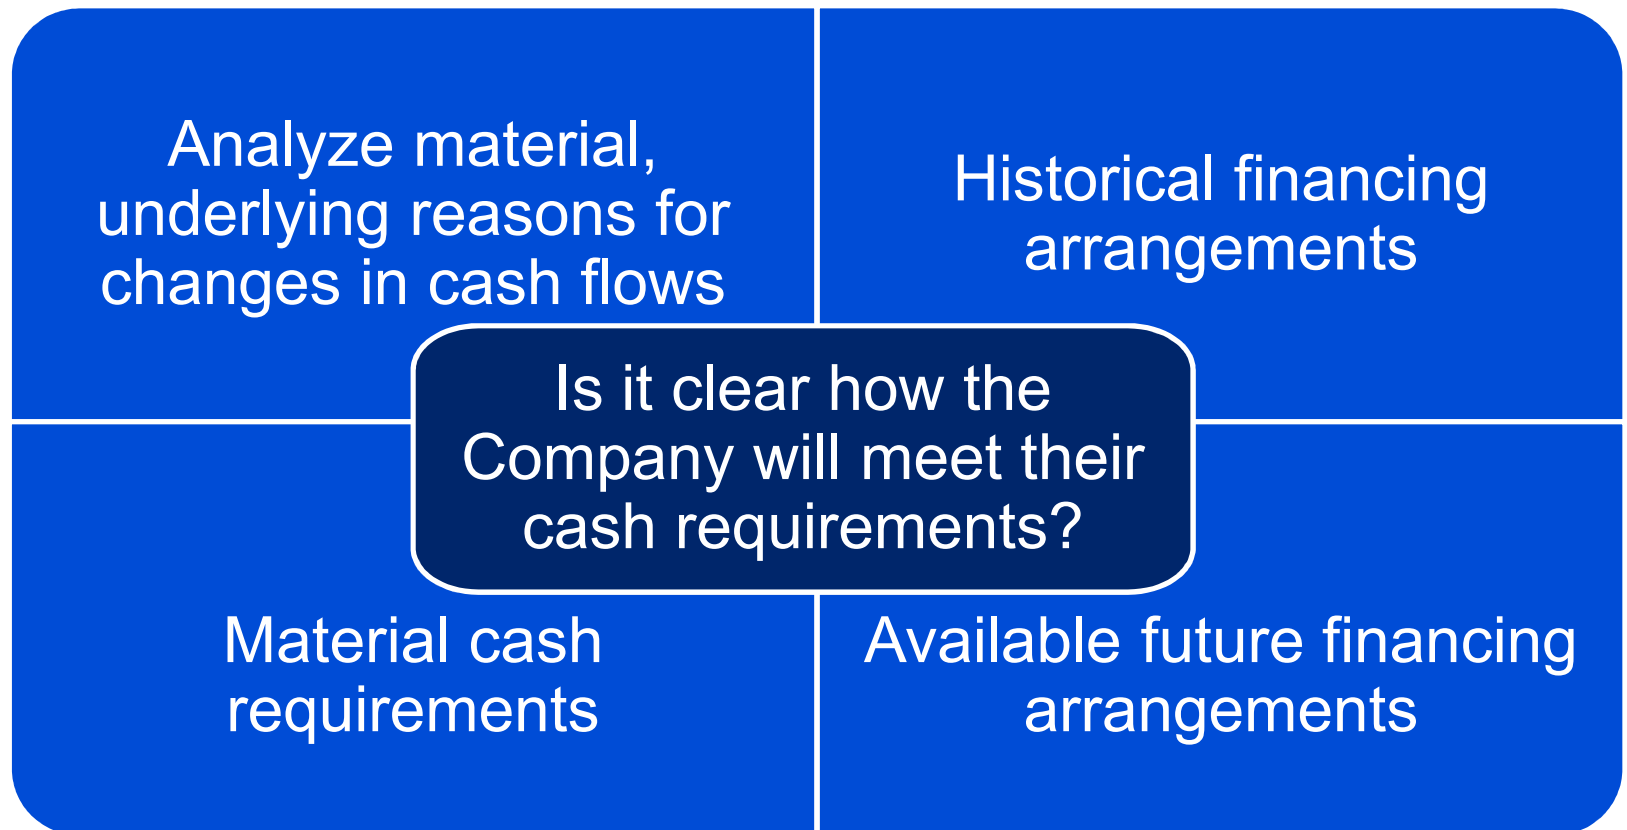 Analyze material,
underlying reasons for
changes in cash flows
Historical financing
arrangements
Is it clear how the
Company will meet their
cash requirements?
Material cash
requirements
Available future financing
arrangements